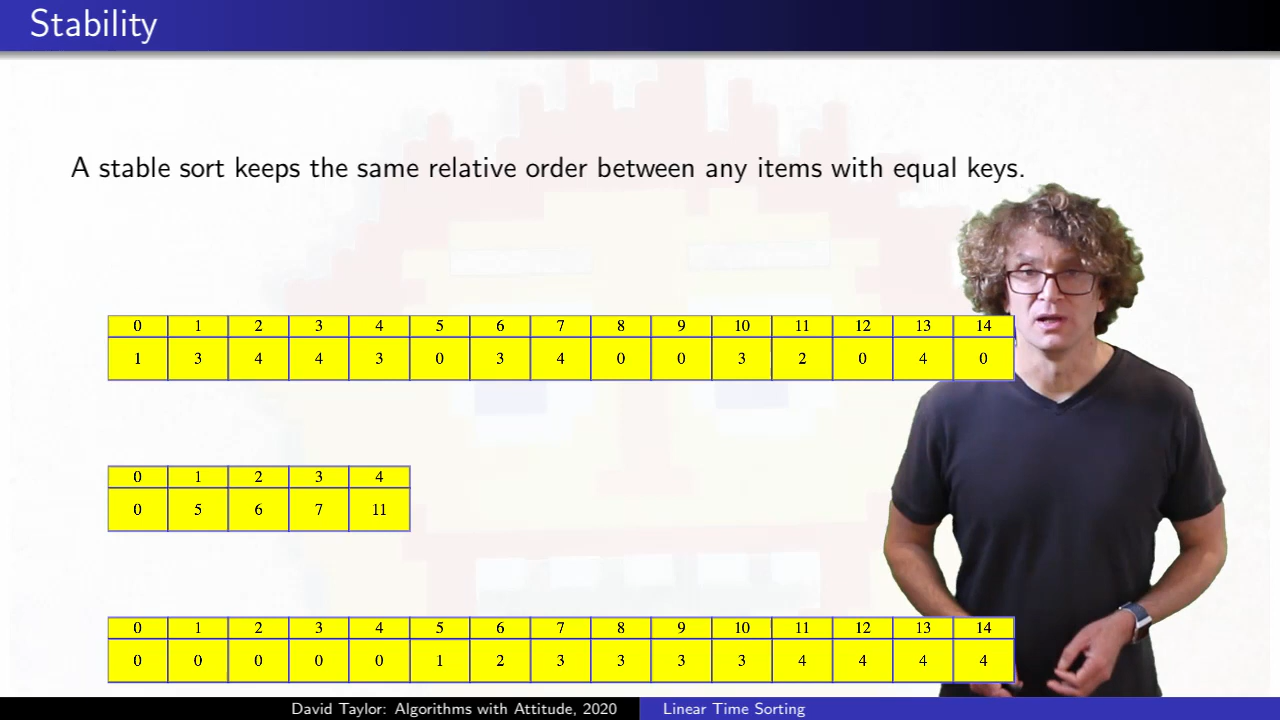 Stability
A stable sort keeps the same relative order between any items with equal keys.
0 1 2 3 4 5 6 7 8 9 10 11 12 13 14
1 3 4 4 3 0 3 4 0 0 3 2 0 4 0
0 1 2 3 4
0 5 6 7 11
0 1 2 3 4 5 6 7 8 9 10 11 12 13 14
0 0 0 0 0 1 2 3 3 3 3 4 4 4 4
David Taylor: Algorithms with Attitude, 2020 Linear Time Sorting